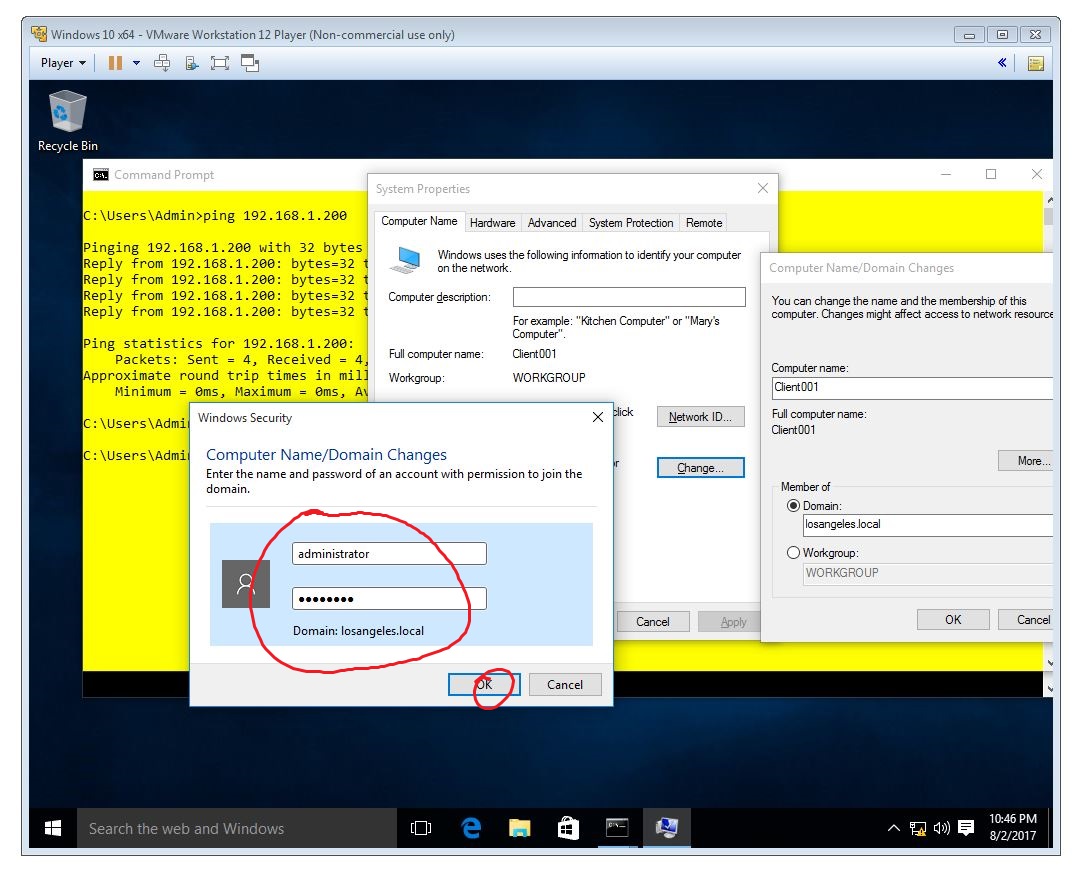 Windows 10 x64 - VMware Workstation 12 Player (Non-commercial use only)
Player
Recycle Bin
Command Prompt
C:\Users\Admin>ping 192.168.1.200
Pinging 192.168.1.200 with 32 bytes
Reply from 192.168.1.200: bytes=32 t
Reply from 192.168.1.200: bytes=32 t
Reply from 192.168.1.200: bytes=32 t
Reply from 192.168.1.200: bytes=32 t
Ping statistics for 192.168.1.200:
Packets: Sent = 4, Received = 4,
Approximate round trip times in mill
Minimum = 0ms, Maximum = 0ms, Av
C:\Users\Admi
C:\Users\Admi
System Properties
Computer Name Hardware Advanced System Protection Remote
Windows uses the following information to identify your computer
on the network.
Computer description:
For example: "Kitchen Computer" or "Mary's
Computer".
Full computer name: Client001
Workgroup: WORKGROUP
click
Network ID...
Change...
Cancel Apply
Computer Name/Domain Changes
You can change the name and the membership of this
computer. Changes might affect access to network resource
Computer name:
Client001
Full computer name:
Client001
More...
Member of
Domain:
losangeles.local
Workgroup:
WORKGROUP
OK Cancel
Windows Security
Computer Name/Domain Changes
Enter the name and password of an account with permission to join the
domain.
administrator
Domain: losangeles.local
OK Cancel
Search the web and Windows
10:46 PM
8/2/2017